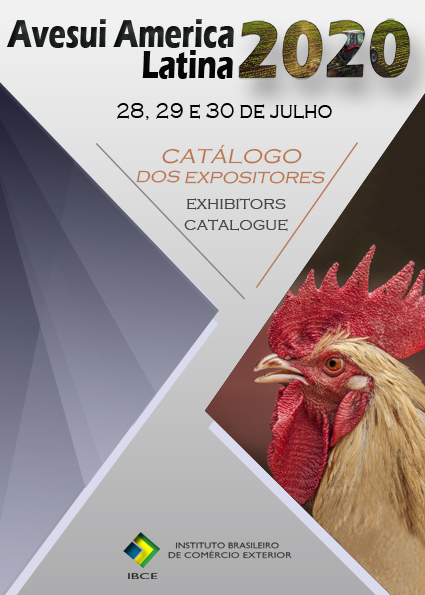 Avesui America
Latina 2020
28, 29 E 30 DE JULHO
CATÁLOGO
DOS EXPOSITORES
EXHIBITORS
CATALOGUE
INSTITUTO BRASILEIRO
DE COMÉRCIO EXTERIOR
IBCE